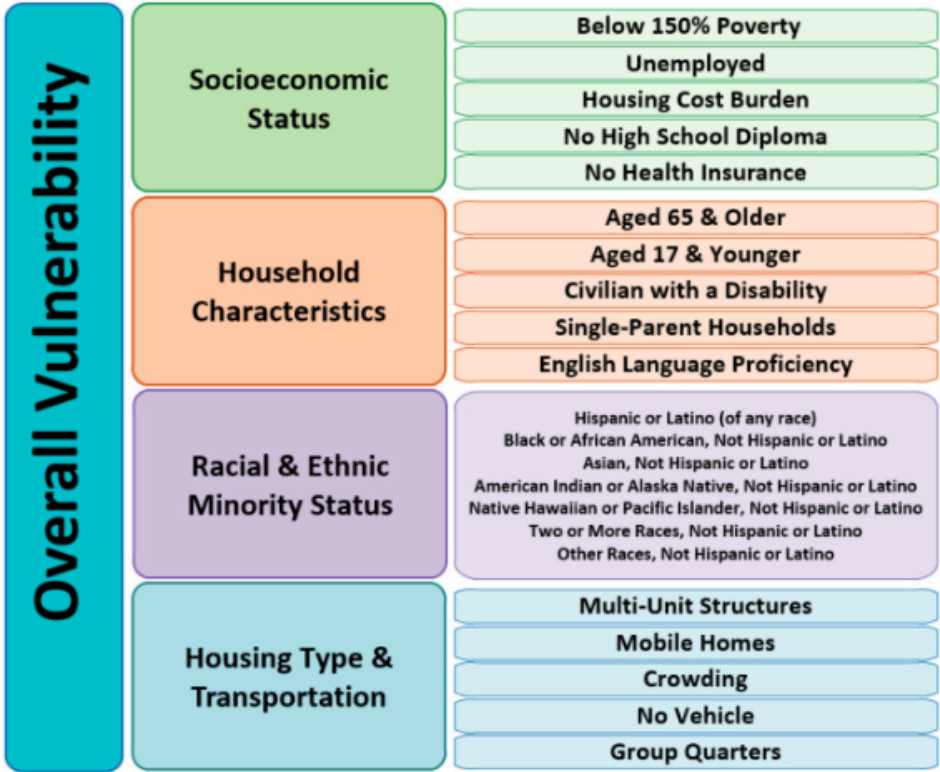 Overall Vulnerability
Socioeconomic
Status
Below 150% Poverty
Unemployed
Housing Cost Burden
No High School Diploma
No Health Insurance
Household
Characteristics
Aged 65 & Older
Aged 17 & Younger
Civilian with a Disability
Single-Parent Households
English Language Proficiency
Racial & Ethnic
Minority Status
Hispanic or Latino (of any race)
Black or African American, Not Hispanic or Latino
Asian, Not Hispanic or Latino
American Indian or Alaska Native, Not Hispanic or Latino
Native Hawaiian or Pacific Islander, Not Hispanic or Latino
Two or More Races, Not Hispanic or Latino
Other Races, Not Hispanic or Latino
Housing Type &
Transportation
Multi-Unit Structures
Mobile Homes
Crowding
No Vehicle
Group Quarters